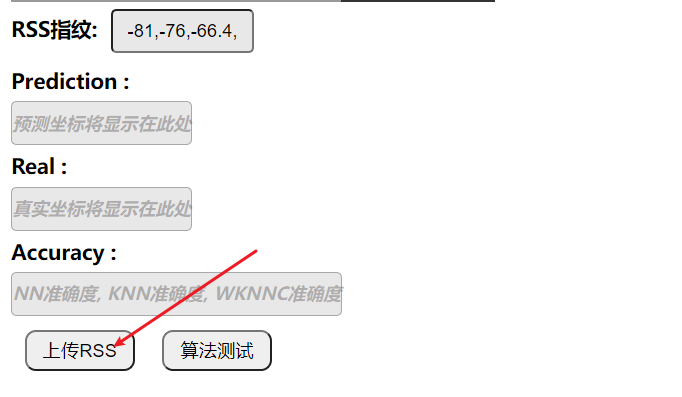 RSS指纹: -81,-76,-66.4,
Prediction :
预测坐标将显示在此处
Real :
真实坐标将显示在此处
Accuracy :
NN准确度, KNN准确度, WKNNC准确度
上传RSS 算法测试